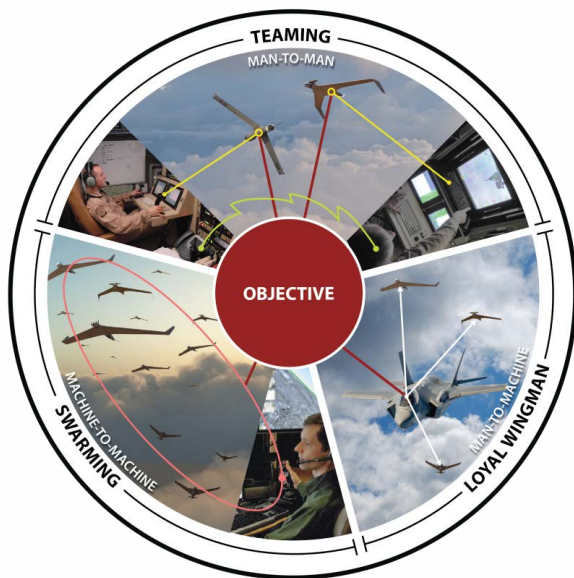 TEAMING
MAN-TO-MAN
OBJECTIVE
MACHINE-TO-MACHINE
SWARMING
MAN-TO-MACHINE
LOYAL WINGMAN